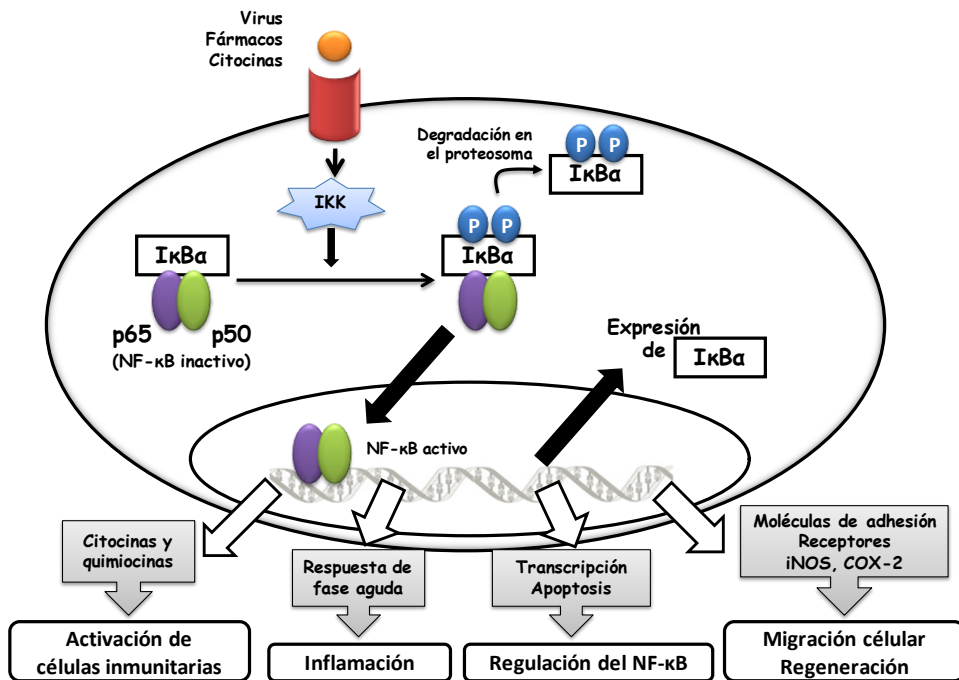 Virus
Fármacos
Citocinas
Degradación en
el proteosoma
P P
IκBα
IKK
P P
IκBα
IκBα
p65 p50
(NF-κB inactivo)
Expresión
de IκBα
NF-κB activo
Citocinas y
quimiocinas
Respuesta de
fase aguda
Transcripción
Apoptosis
Moléculas de adhesión
Receptores
iNOS, COX-2
Activación de
células inmunitarias
Inflamación
Regulación del NF-κB
Migración célular
Regeneración